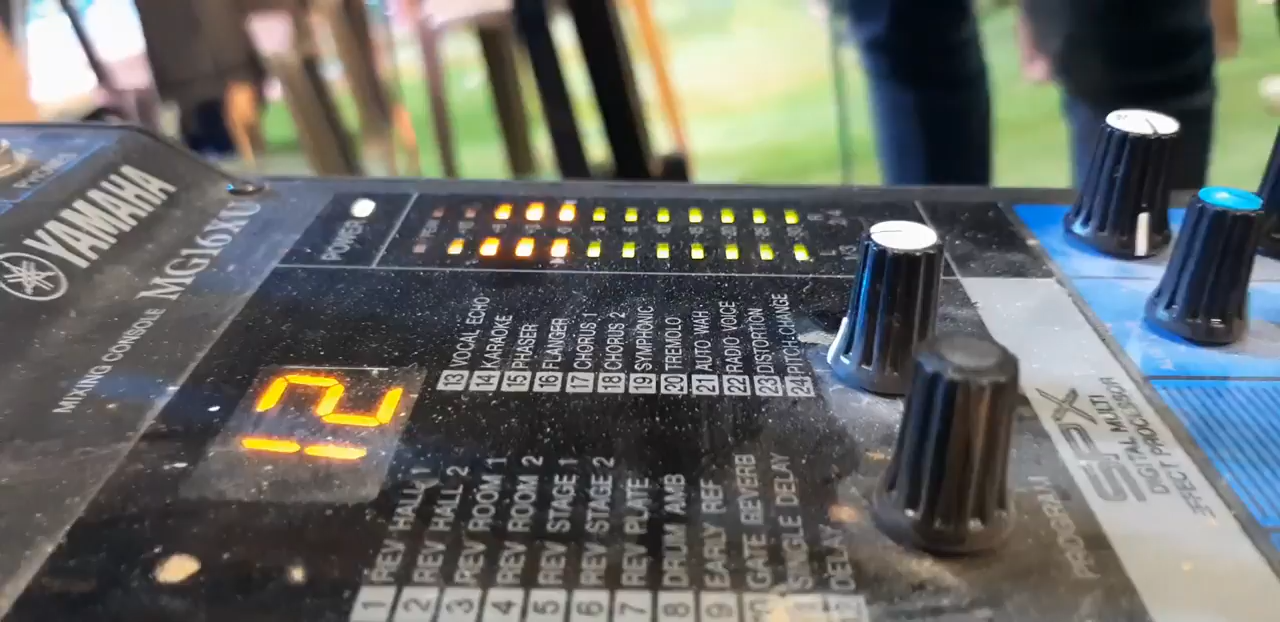 YAMAHA
MIXING CONSOLE MG16XU
POWER
12
13 VOCAL ECHO
14 KARAOKE
15 PHASER
16 FLANGER
17 CHORUS 1
18 CHORUS 2
19 SYMPHONIC
20 TREMOLO
21 AUTO WAH
22 RADIO VOICE
23 DISTORTION
24 PITCH CHANGE
1 REV HALL 1
2 REV HALL 2
3 REV ROOM 1
4 REV ROOM 2
5 REV STAGE 1
6 REV STAGE 2
7 REV PLATE
8 DRUM AMB
9 EARLY REF
10 GATE REVERB
11 SINGLE DELAY
12 DELAY
PROGRAM
SPX
DIGITAL MULTI
EFFECT PROCESSOR